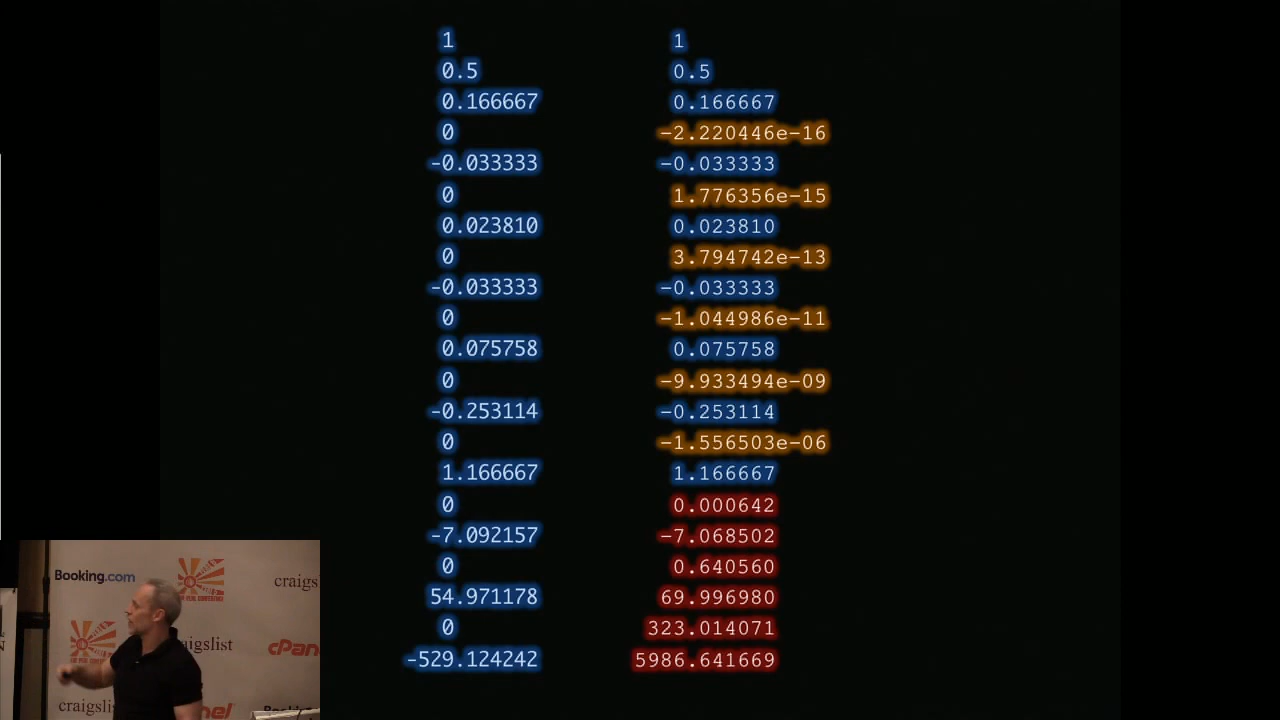 1 1
0.5 0.5
0.166667 0.166667
0 -2.220446e-16
-0.033333 -0.033333
0 1.776356e-15
0.023810 0.023810
0 3.794742e-13
-0.033333 -0.033333
0 -1.044986e-11
0.075758 0.075758
0 -9.933494e-09
-0.253114 -0.253114
0 -1.556503e-06
1.166667 1.166667
0 0.000642
-7.092157 -7.068502
0 0.640560
54.971178 69.996980
0 323.014071
-529.124242 5986.641669
Booking.com
craigs
aigslist
cPan
craigslist
nel